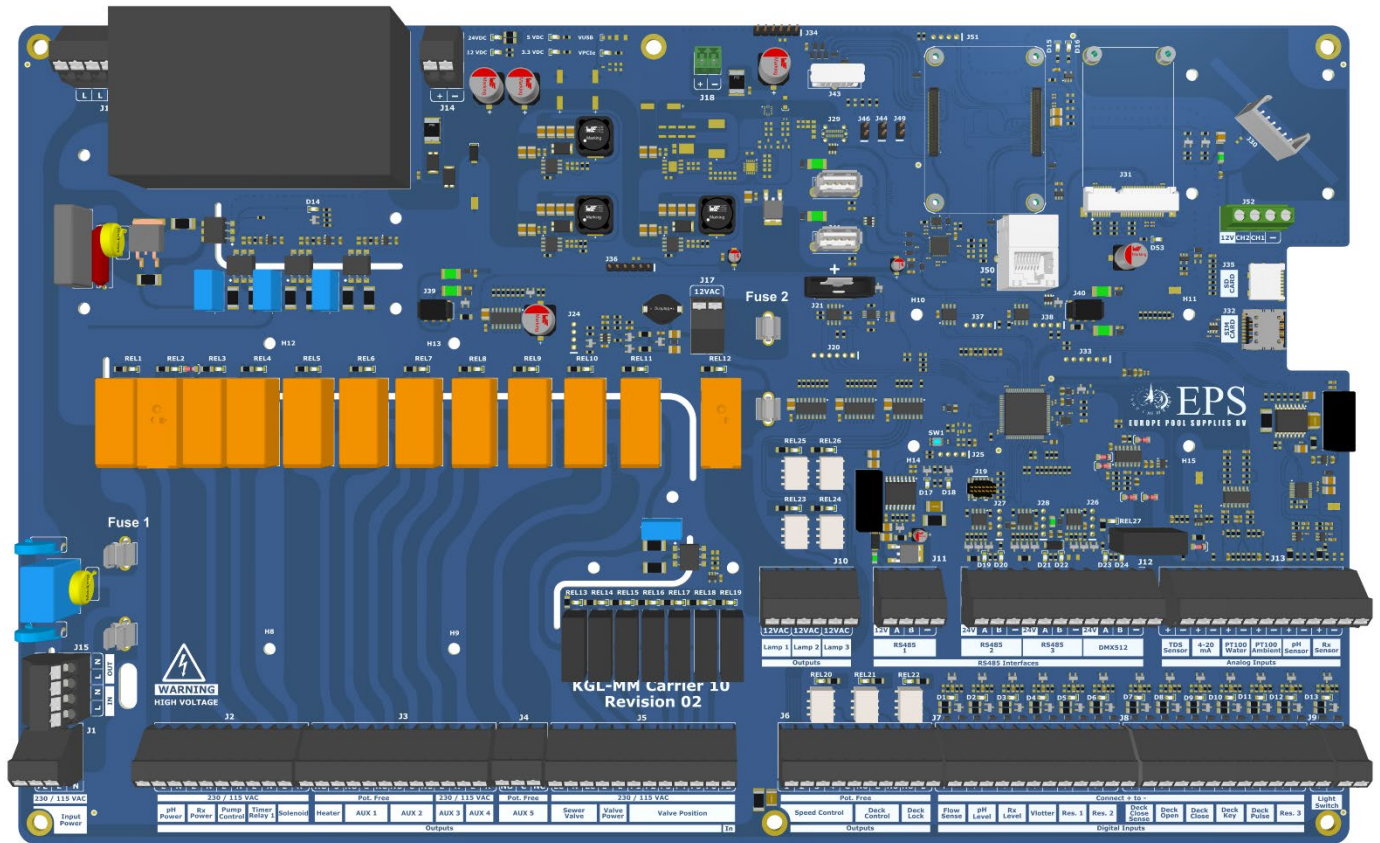 24VDC
5 VDC
VUSB
12 VDC
3.3 VDC
VPCIe
J34
J51
D15
D16
L L
J14
+ -
J18
+ -
J43
J29
J46
J44
J49
J30
J31
D14
J52
12V CH2 CH1 -
D53
J50
J35
SD CARD
J36
J17
12VAC
+
J39
Fuse 2
J21
H10
J40
H11
J32
SIM CARD
J24
J37
J38
H12
H13
J20
J33
REL1
REL2
REL3
REL4
REL5
REL6
REL7
REL8
REL9
REL10
REL11
REL12
EPS
EUROPE POOL SUPPLIES BV
SW1
J25
REL25
REL26
H14
H15
D17
D18
J19
REL23
REL24
J27
J28
J26
REL27
Fuse 1
D19
D20
D21
D22
D23
D24
J10
J11
J12
J13
REL13
REL14
REL15
REL16
REL17
REL18
REL19
12VAC 12VAC 12VAC
12V A B -
24V A B -
24V A B -
24V A B -
+ - + - + - + - + - + -
Lamp 1
Lamp 2
Lamp 3
RS485 1
RS485 2
RS485 3
DMX512
TDS Sensor
4-20 mA
PT100 Water
PT100 Ambient
pH Sensor
Rx Sensor
Outputs
RS485 Interfaces
Analog Inputs
H8
H9
J15
L N OUT
L N IN
WARNING
HIGH VOLTAGE
KGL-MM Carrier 10
Revision 02
REL20
REL21
REL22
D1
D2
D3
D4
D5
D6
D7
D8
D9
D10
D11
D12
D13
J1
J2
J3
J4
J5
J6
J7
J8
J9
230 / 115 VAC
230 / 115 VAC
Pot. Free
230 / 115 VAC
Pot. Free
230 / 115 VAC
Pot. Free
Connect + to -
Input Power
pH Power
Rx Power
Pump Control
Timer Relay 1
Solenoid
Heater
AUX 1
AUX 2
AUX 3
AUX 4
AUX 5
Sewer Valve
Valve Power
Valve Position
Speed Control
Deck Control
Deck Lock
Flow Sense
pH Level
Rx Level
Vlotter
Res. 1
Res. 2
Deck Close Sense
Deck Open
Deck Close
Deck Key
Deck Pulse
Res. 3
Light Switch
Outputs
In
Outputs
Digital Inputs